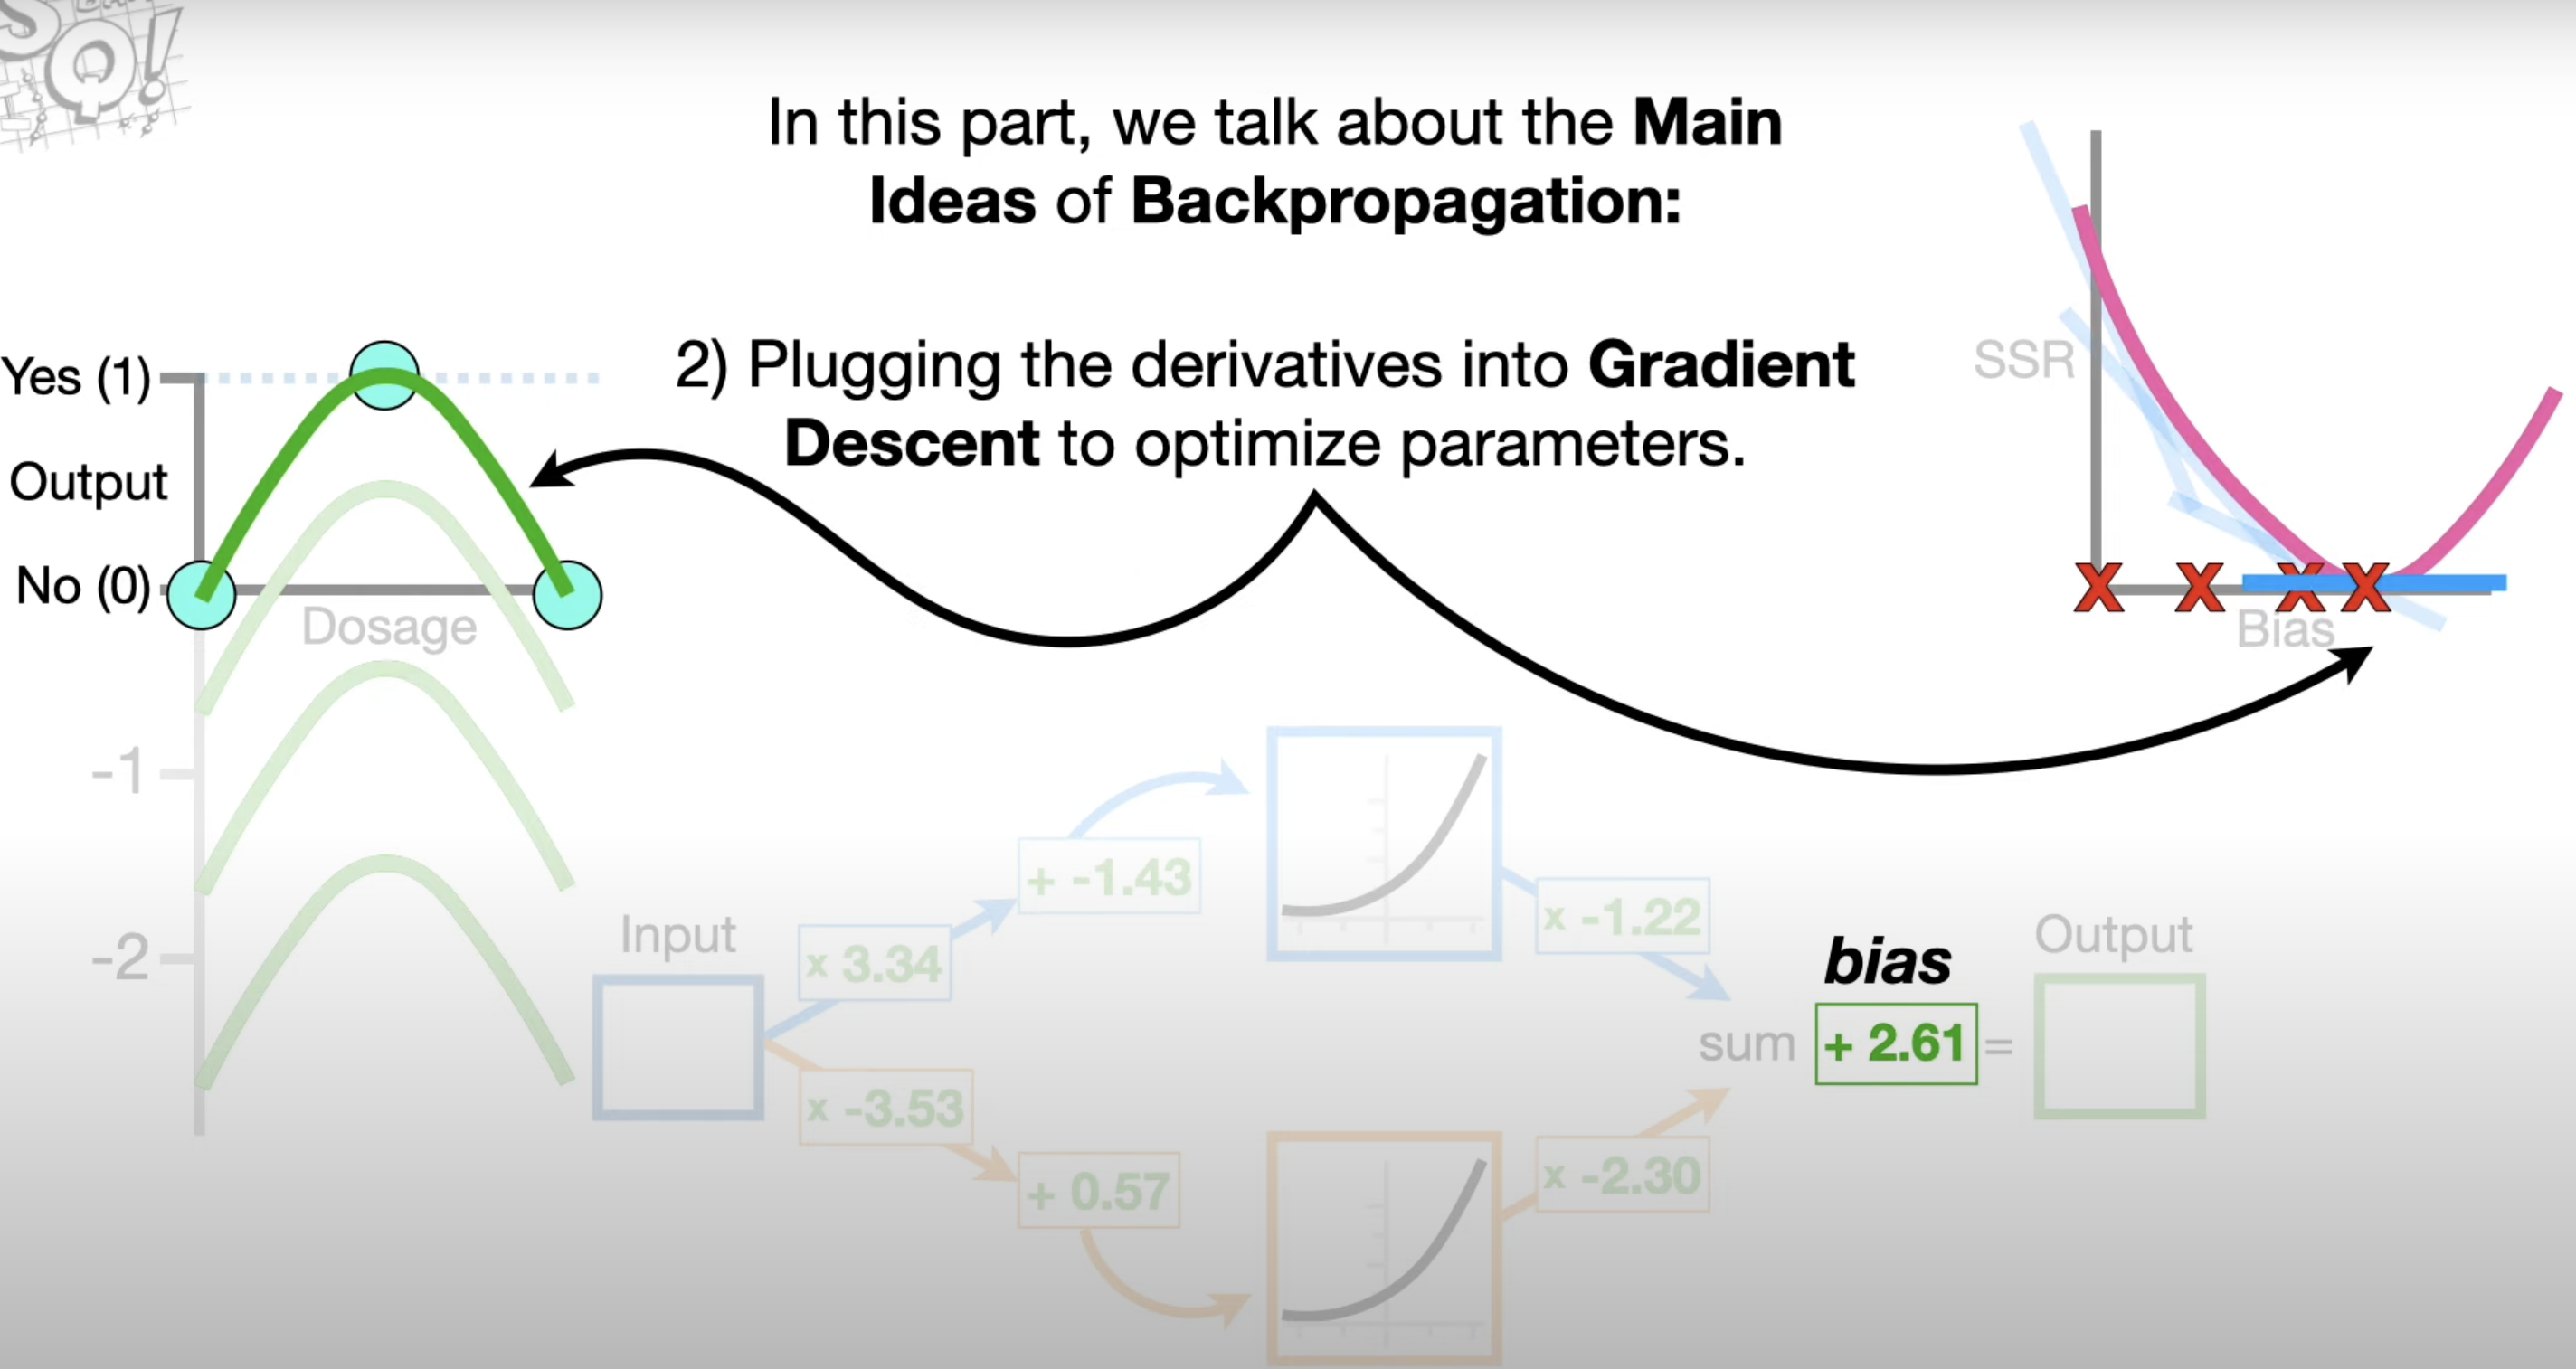 In this part, we talk about the Main
Ideas of Backpropagation:
2) Plugging the derivatives into Gradient
Descent to optimize parameters.
Yes (1)
Output
No (0)
Dosage
-1
-2
SSR
Bias
Input
x 3.34
+ -1.43
x -1.22
x -3.53
+ 0.57
x -2.30
sum
bias
+ 2.61
=
Output